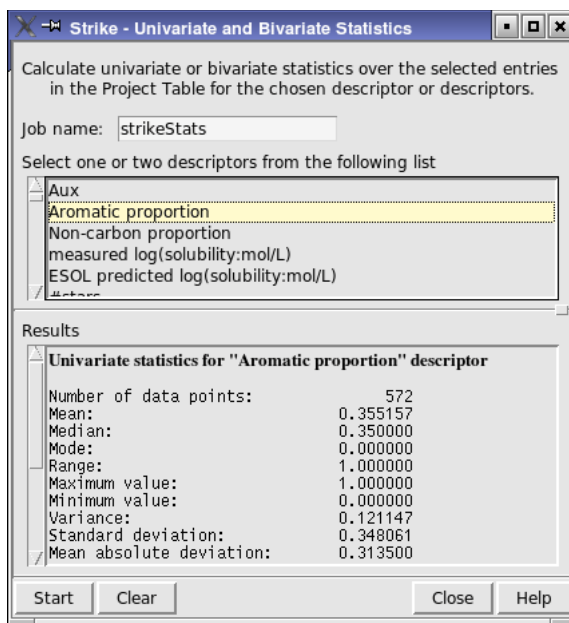 Strike - Univariate and Bivariate Statistics
Calculate univariate or bivariate statistics over the selected entries
in the Project Table for the chosen descriptor or descriptors.
Job name: strikeStats
Select one or two descriptors from the following list
Aux
Aromatic proportion
Non-carbon proportion
measured log(solubility:mol/L)
ESOL predicted log(solubility:mol/L)
#stars
Results
Univariate statistics for "Aromatic proportion" descriptor
Number of data points: 572
Mean: 0.355157
Median: 0.350000
Mode: 0.000000
Range: 1.000000
Maximum value: 1.000000
Minimum value: 0.000000
Variance: 0.121147
Standard deviation: 0.348061
Mean absolute deviation: 0.313500
Start Clear Close Help